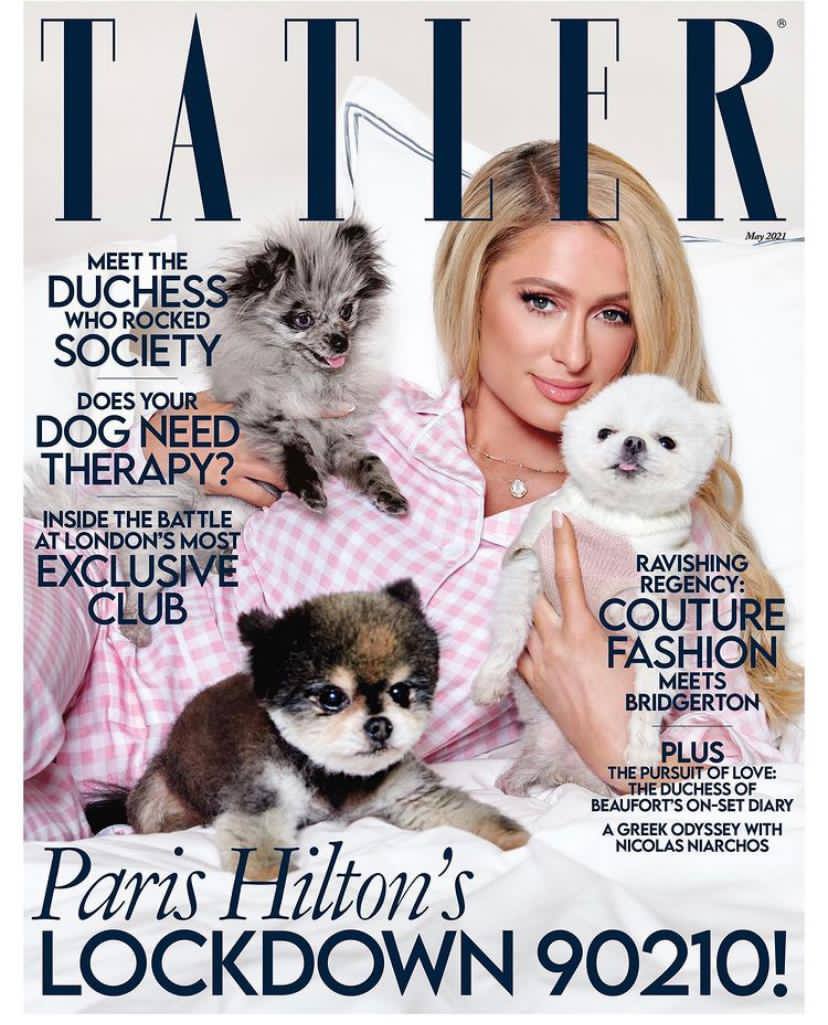 TATLER®
May 2021
MEET THE
DUCHESS
WHO ROCKED
SOCIETY
DOES YOUR
DOG NEED
THERAPY?
INSIDE THE BATTLE
AT LONDON'S MOST
EXCLUSIVE
CLUB
RAVISHING
REGENCY:
COUTURE
FASHION
MEETS
BRIDGERTON
PLUS
THE PURSUIT OF LOVE:
THE DUCHESS OF
BEAUFORT'S ON-SET DIARY
A GREEK ODYSSEY WITH
NICOLAS NIARCHOS
Paris Hilton's
LOCKDOWN 90210!